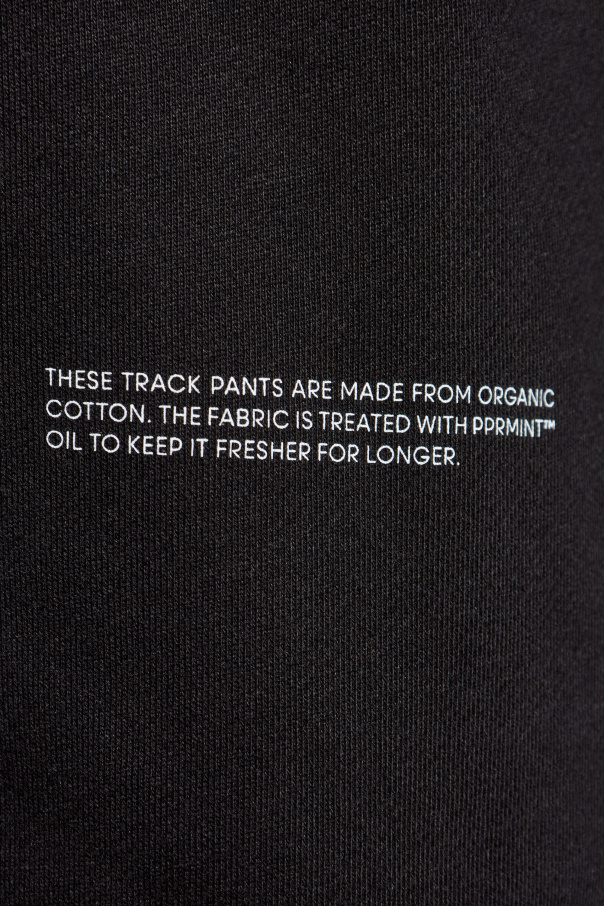 THESE TRACK PANTS ARE MADE FROM ORGANIC
COTTON. THE FABRIC IS TREATED WITH PPRMINT™
OIL TO KEEP IT FRESHER FOR LONGER.